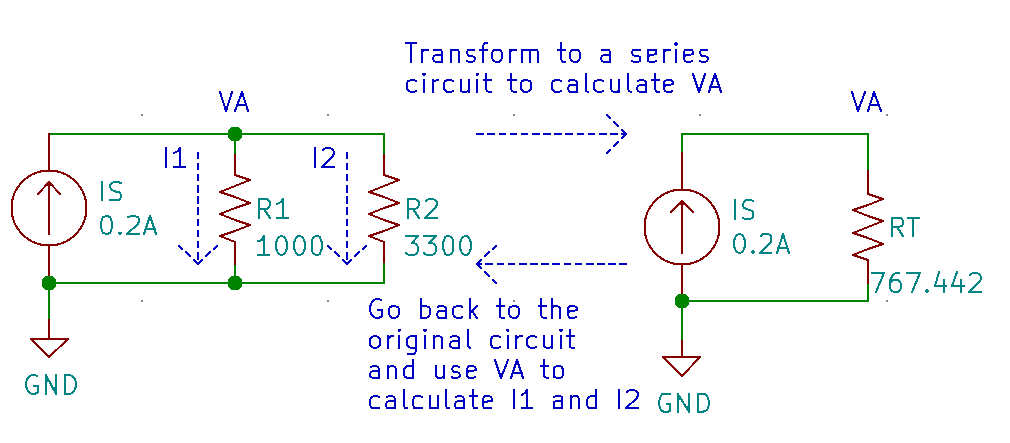 Transform to a series
circuit to calculate VA
VA
VA
I1
I2
IS
0.2A
R1
1000
R2
3300
IS
0.2A
RT
767.442
Go back to the
original circuit
and use VA to
calculate I1 and I2
GND
GND